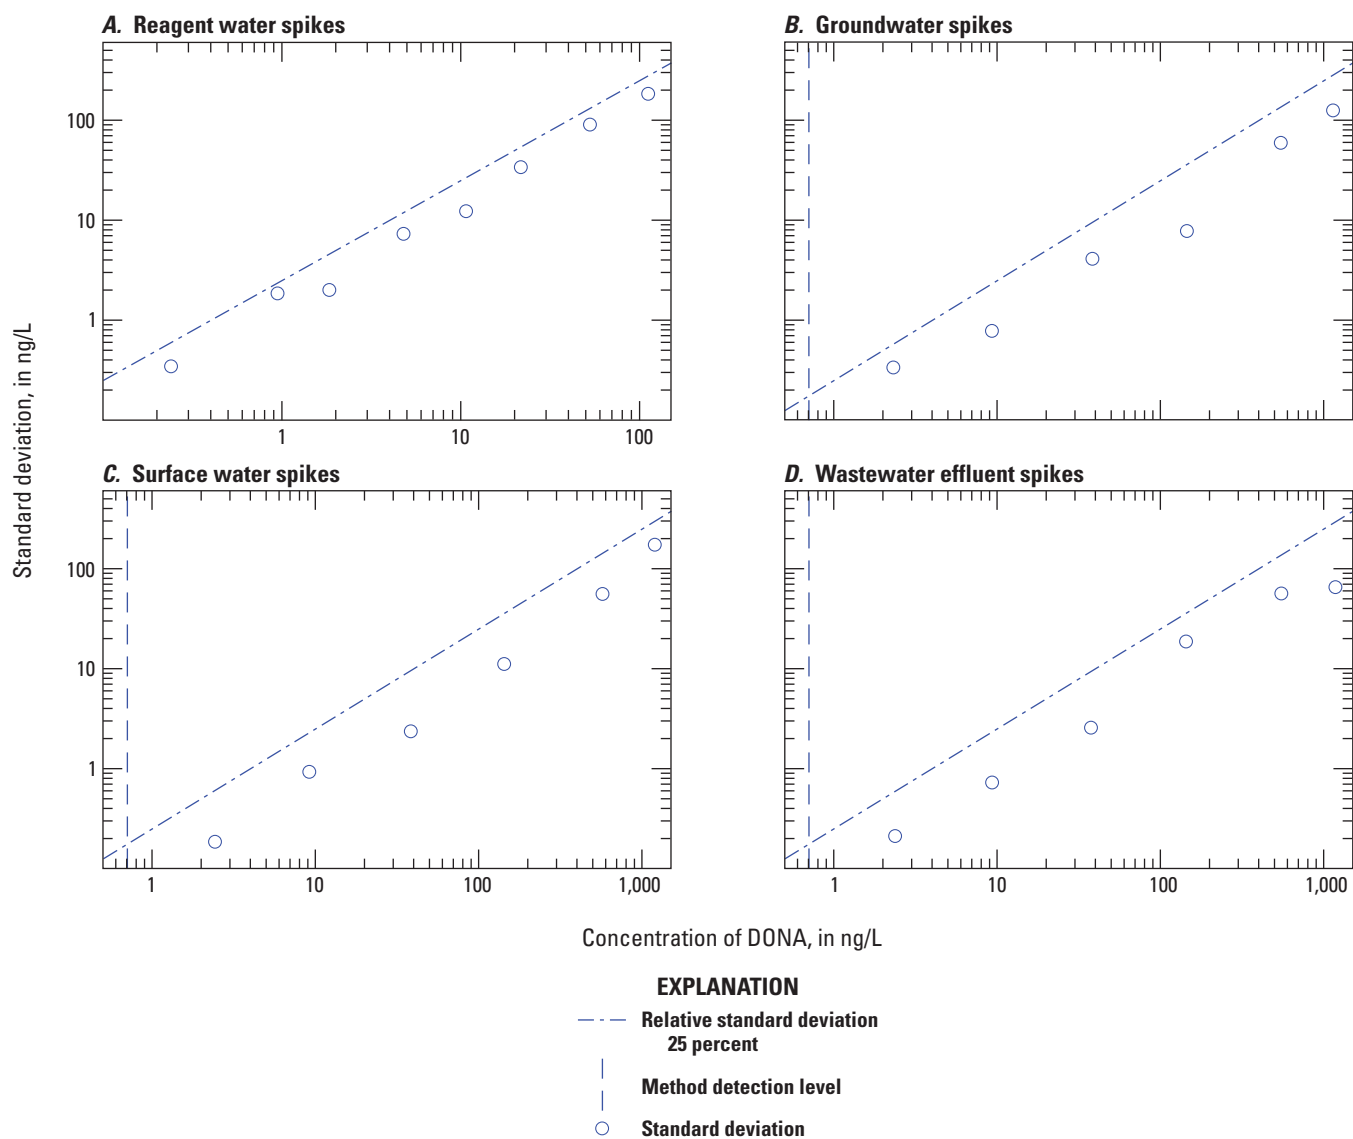 A. Reagent water spikes
B. Groundwater spikes
100
10
1
1
10
100
C. Surface water spikes
D. Wastewater effluent spikes
Standard deviation, in ng/L
100
10
1
1
10
100
1,000
1
10
100
1,000
Concentration of DONA, in ng/L
EXPLANATION
Relative standard deviation
25 percent
Method detection level
Standard deviation